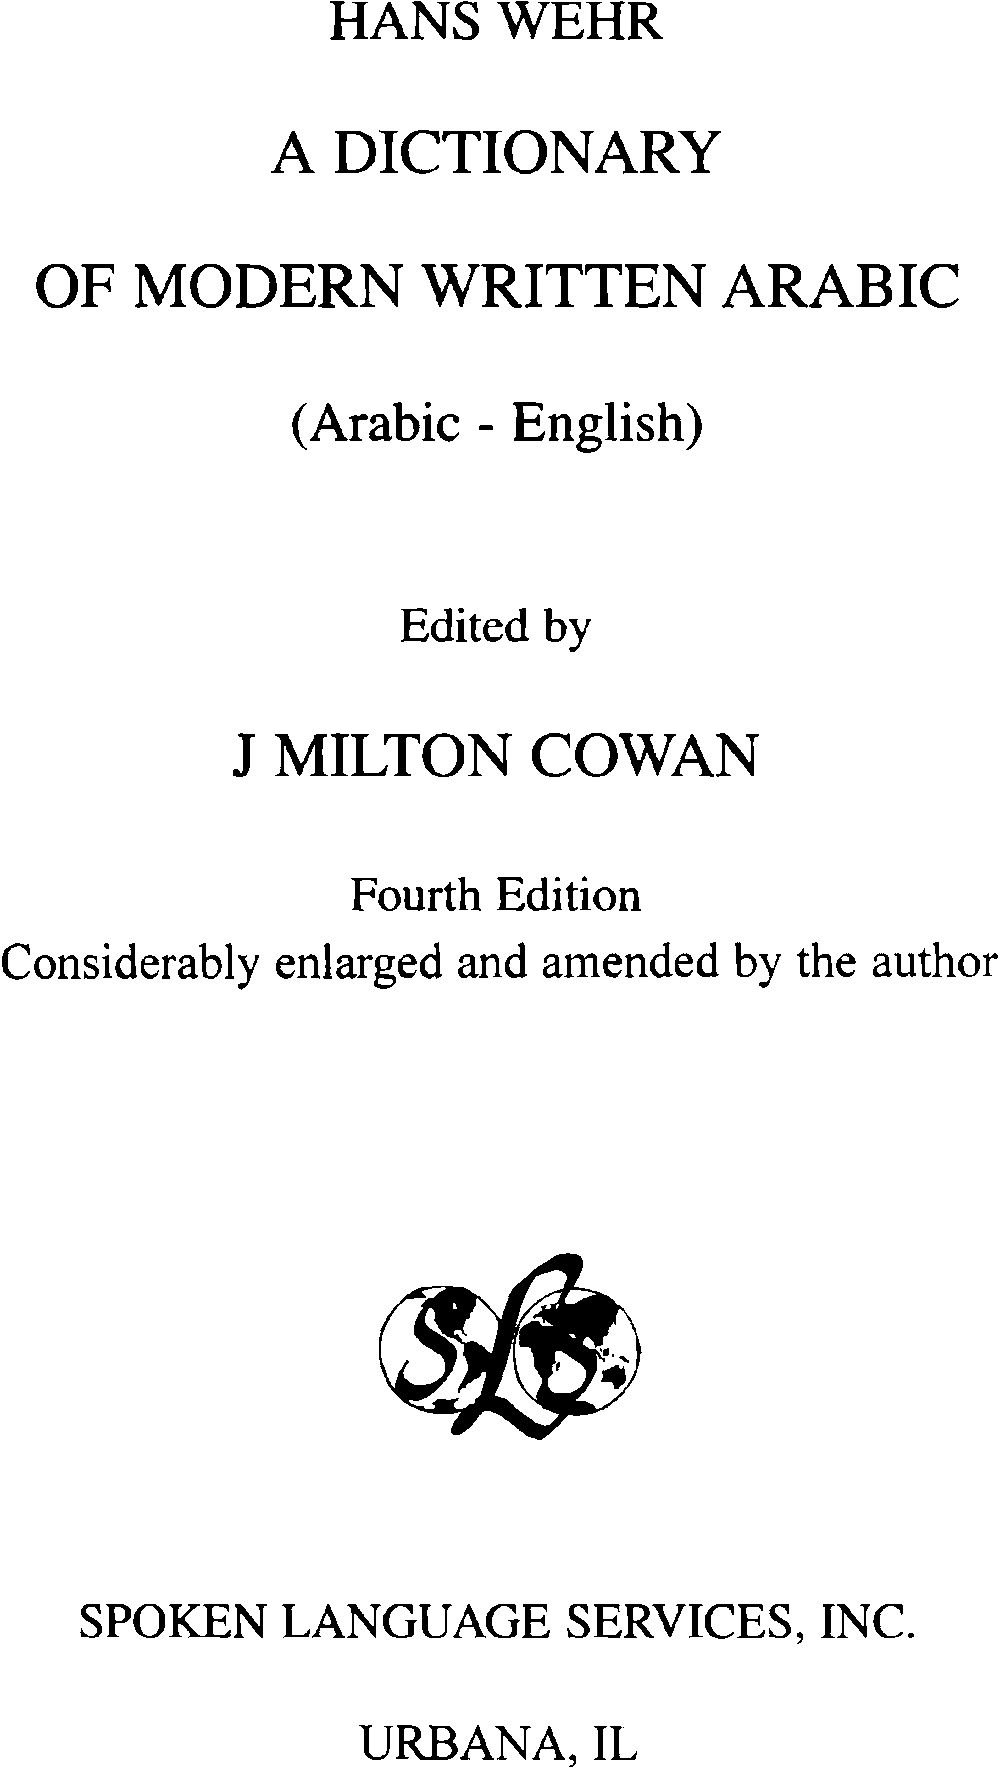 HANS WEHR
A DICTIONARY
OF MODERN WRITTEN ARABIC
(Arabic - English)
Edited by
J MILTON COWAN
Fourth Edition
Considerably enlarged and amended by the author
SLS
SPOKEN LANGUAGE SERVICES, INC.
URBANA, IL